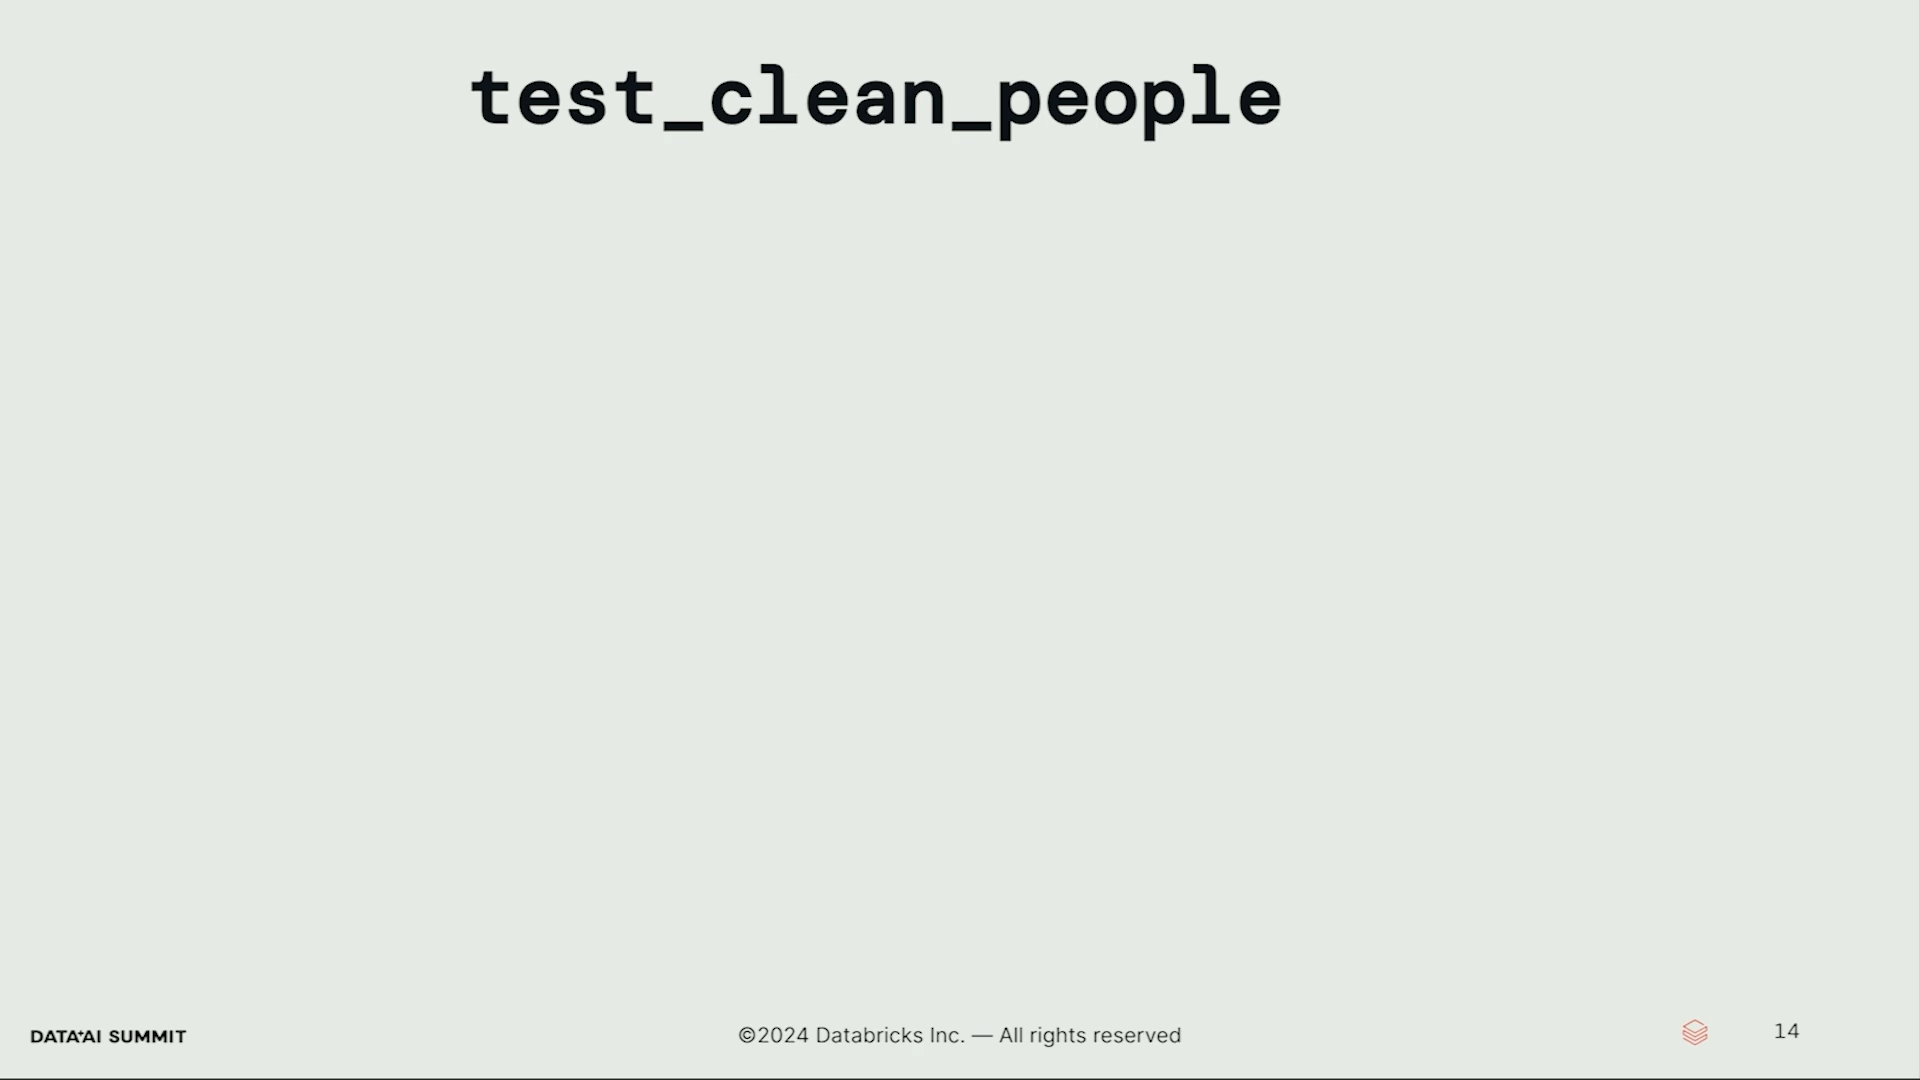 test_clean_people
DATA+AI SUMMIT
©2024 Databricks Inc. — All rights reserved
14